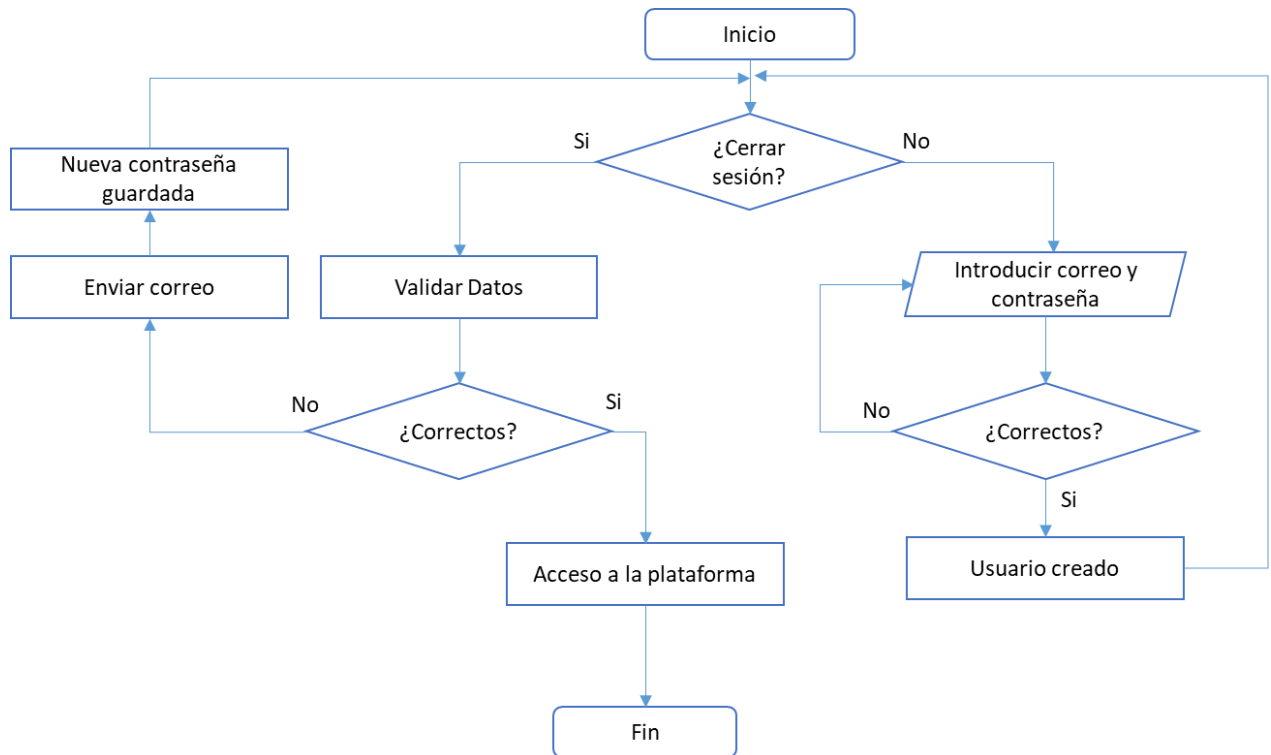 Inicio
Si
¿Cerrar
sesión?
No
Nueva contraseña
guardada
Enviar correo
Validar Datos
Introducir correo y
contraseña
No
¿Correctos?
Si
No
¿Correctos?
Si
Acceso a la plataforma
Usuario creado
Fin